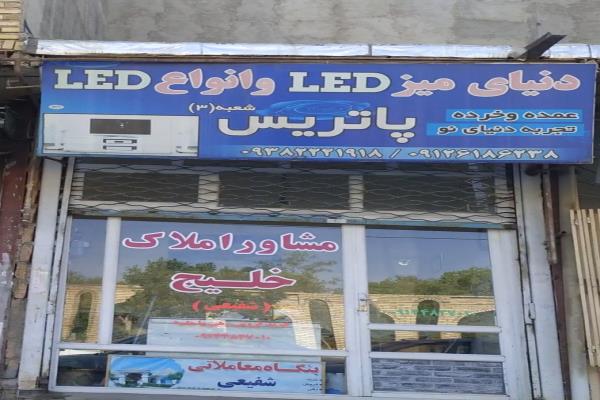 دنیای میز LED وانواع LED
پاتریس شعبه (۳)
عمده وخرده
تجربه دنیای نو
۰۹۱۲۶۱۸۶۲۳۸ / ۰۹۳۸۲۲۲۱۹۱۸
مشاور املاک
خلیج
(شفیعی)
بنگاه معاملاتی
شفیعی